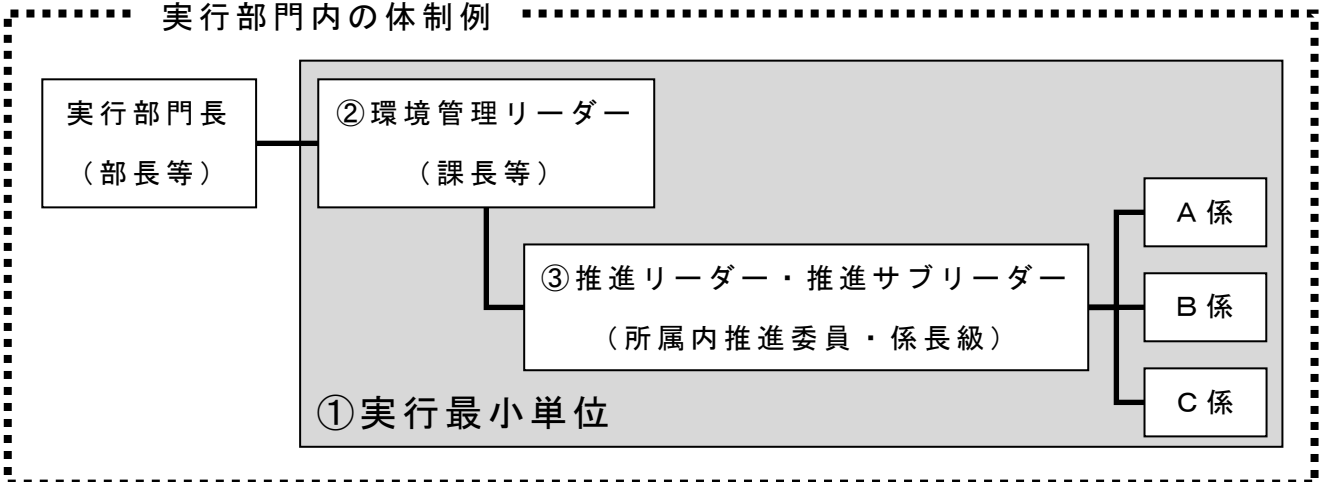 実行部門内の体制例
実行部門長
（部長等）
②環境管理リーダー
（課長等）
③推進リーダー・推進サブリーダー
（所属内推進委員・係長級）
A係
B係
C係
①実行最小単位